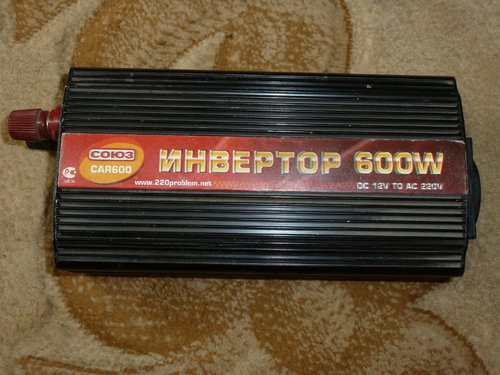 СОЮЗ
CAR600
www.220problem.net
ИНВЕРТОР 600W
DC 12V TO AC 220V